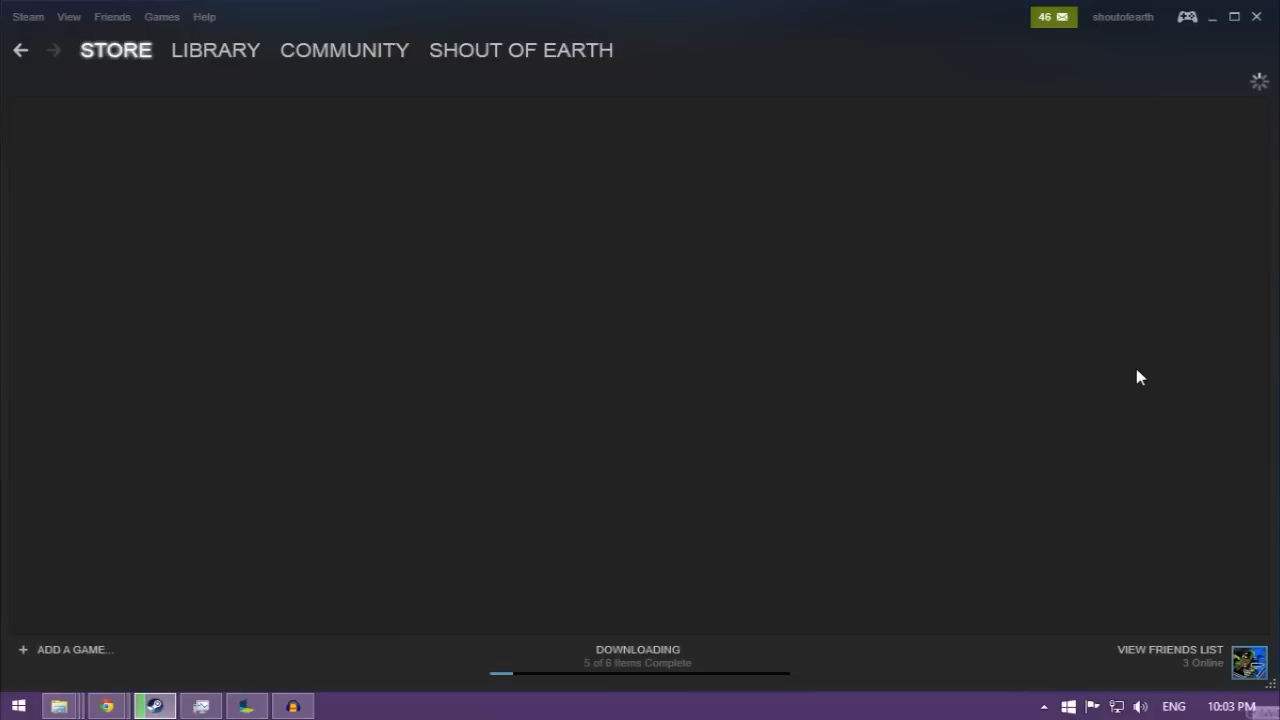 Steam View Friends Games Help
46 shoutofearth
STORE LIBRARY COMMUNITY SHOUT OF EARTH
+ ADD A GAME...
DOWNLOADING
5 of 6 Items Complete
VIEW FRIENDS LIST
3 Online
ENG 10:03 PM